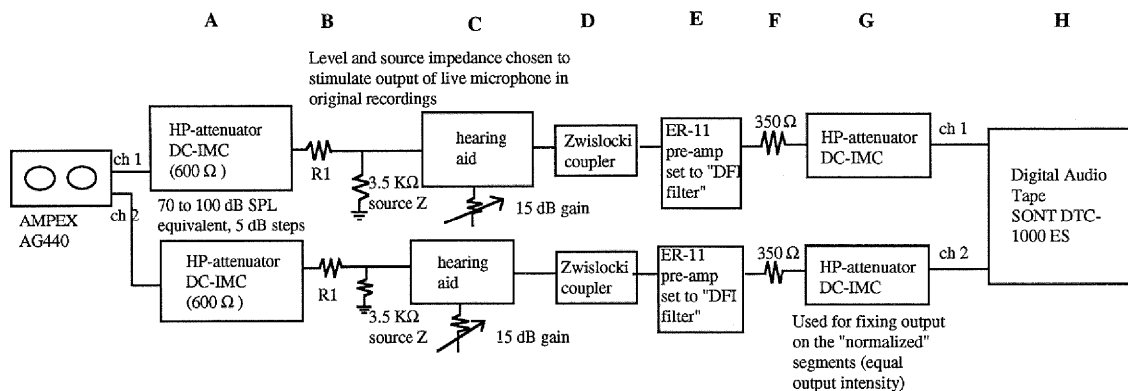 A B C D E F G H
Level and source impedance chosen to
stimulate output of live microphone in
original recordings
AMPEX
AG440
ch 1
ch 2
HP-attenuator
DC-IMC
(600 Ω )
70 to 100 dB SPL
equivalent, 5 dB steps
R1
3.5 KΩ
source Z
hearing
aid
15 dB gain
Zwislocki
coupler
ER-11
pre-amp
set to "DFI
filter"
350 Ω
HP-attenuator
DC-IMC
ch 1
Digital Audio
Tape
SONT DTC-
1000 ES
HP-attenuator
DC-IMC
(600 Ω )
R1
3.5 KΩ
source Z
hearing
aid
15 dB gain
Zwislocki
coupler
ER-11
pre-amp
set to "DFI
filter"
350 Ω
HP-attenuator
DC-IMC
ch 2
Used for fixing output
on the "normalized"
segments (equal
output intensity)